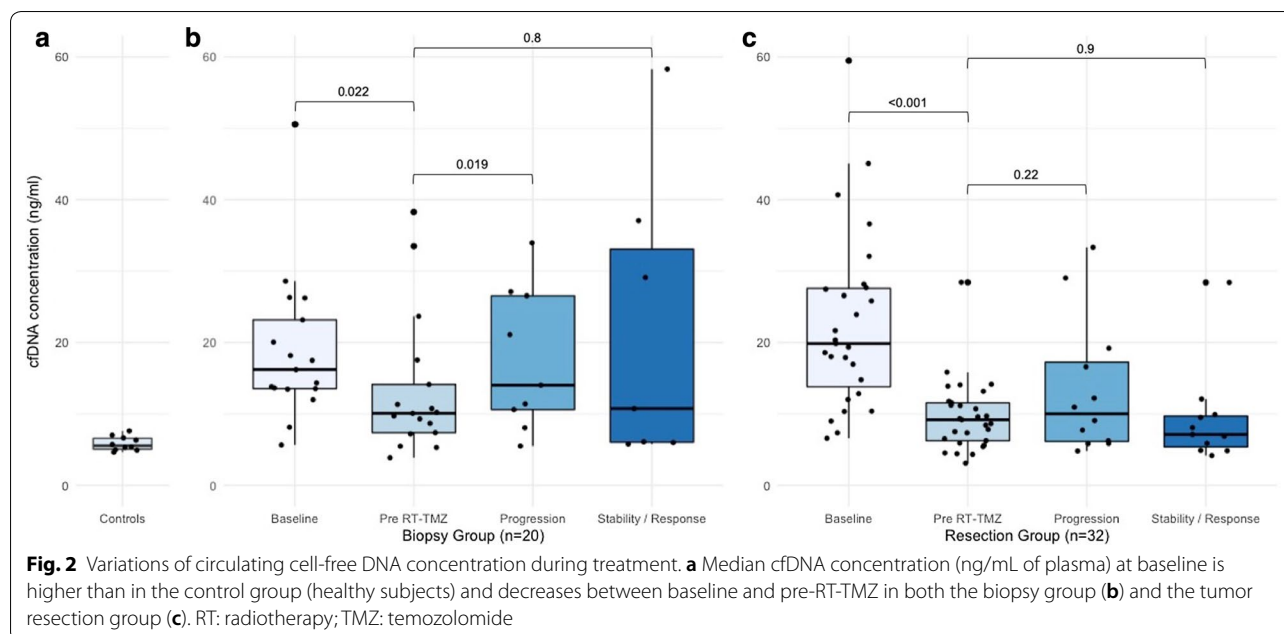 a
b
c
cfDNA concentration (ng/ml)
60
40
20
0
Controls
60
40
20
0
0.8
0.022
0.019
Baseline
Pre RT-TMZ
Progression
Stability / Response
Biopsy Group (n=20)
60
40
20
0
0.9
<0.001
0.22
Baseline
Pre RT-TMZ
Progression
Stability / Response
Resection Group (n=32)
Fig. 2 Variations of circulating cell-free DNA concentration during treatment. a Median cfDNA concentration (ng/mL of plasma) at baseline is
higher than in the control group (healthy subjects) and decreases between baseline and pre-RT-TMZ in both the biopsy group (b) and the tumor
resection group (c). RT: radiotherapy; TMZ: temozolomide